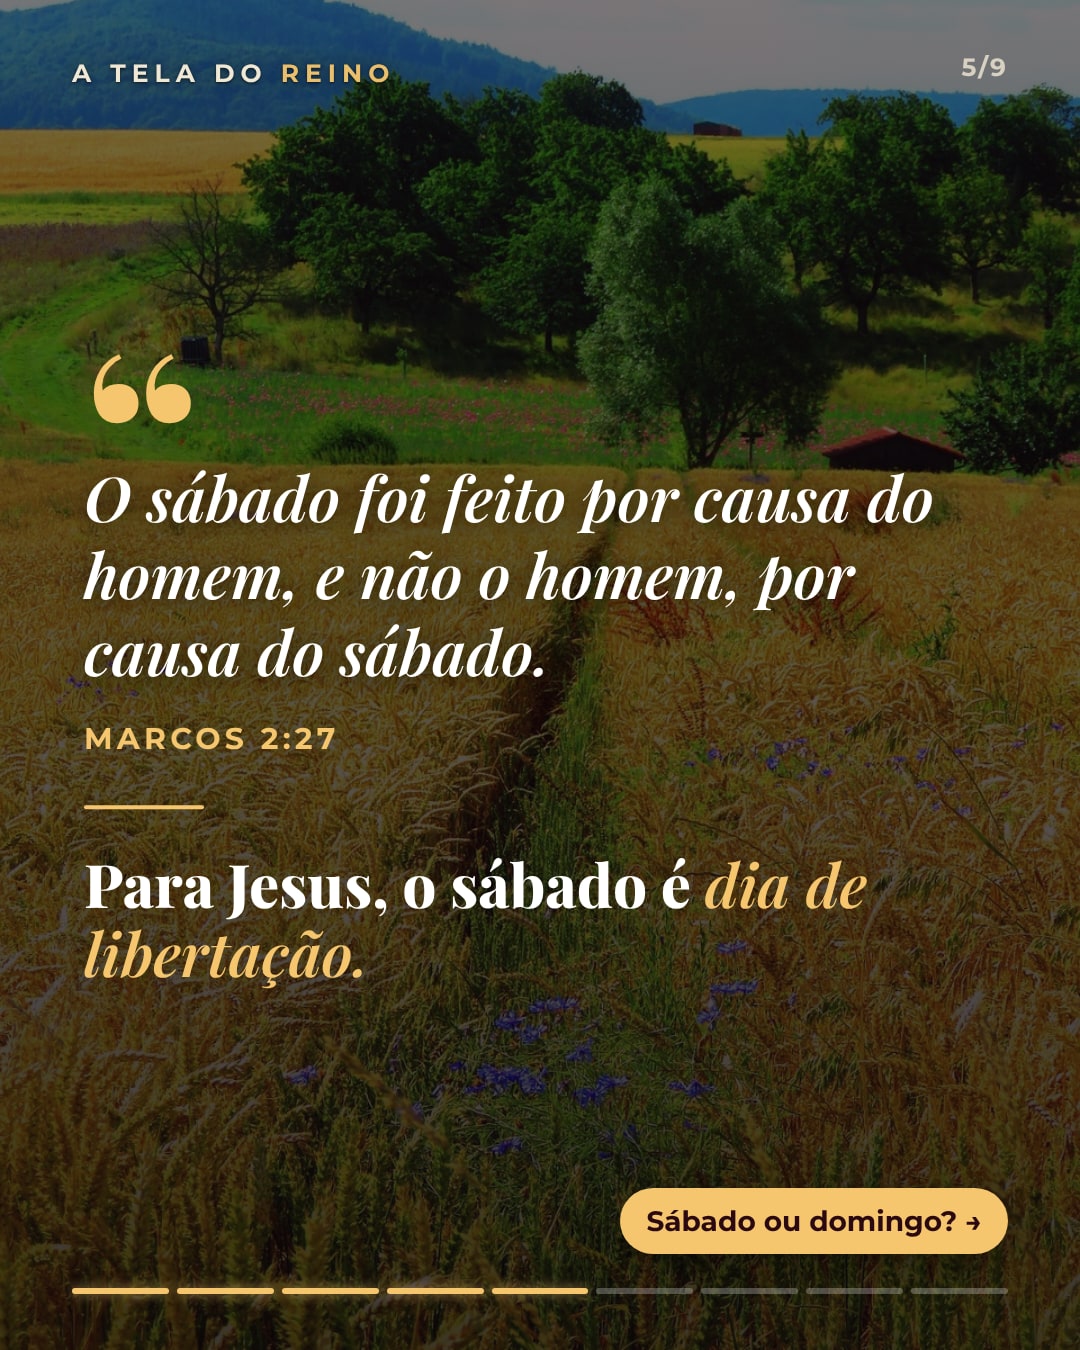 A TELA DO REINO
5/9
“
O sábado foi feito por causa do
homem, e não o homem, por
causa do sábado.
MARCOS 2:27
Para Jesus, o sábado é dia de
libertação.
Sábado ou domingo? →